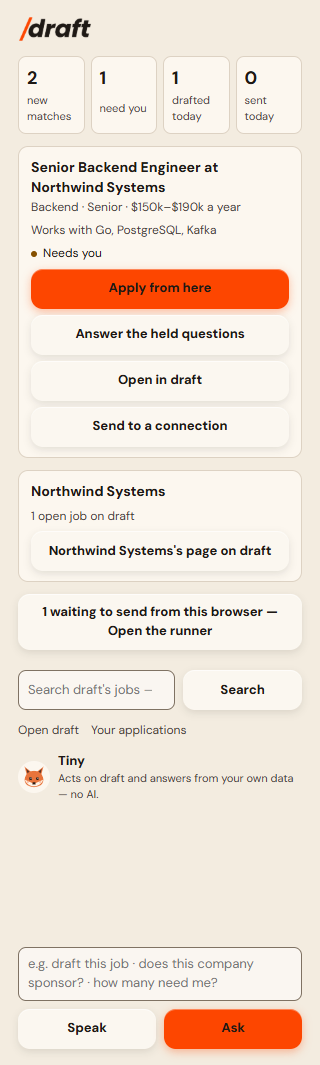 /draft
2
new
matches
1
need you
1
drafted
today
0
sent
today
Senior Backend Engineer at
Northwind Systems
Backend · Senior · $150k–$190k a year
Works with Go, PostgreSQL, Kafka
Needs you
Apply from here
Answer the held questions
Open in draft
Send to a connection
Northwind Systems
1 open job on draft
Northwind Systems's page on draft
1 waiting to send from this browser —
Open the runner
Search draft's jobs —
Search
Open draft
Your applications
Tiny
Acts on draft and answers from your own data
— no AI.
e.g. draft this job · does this company
sponsor? · how many need me?
Speak
Ask